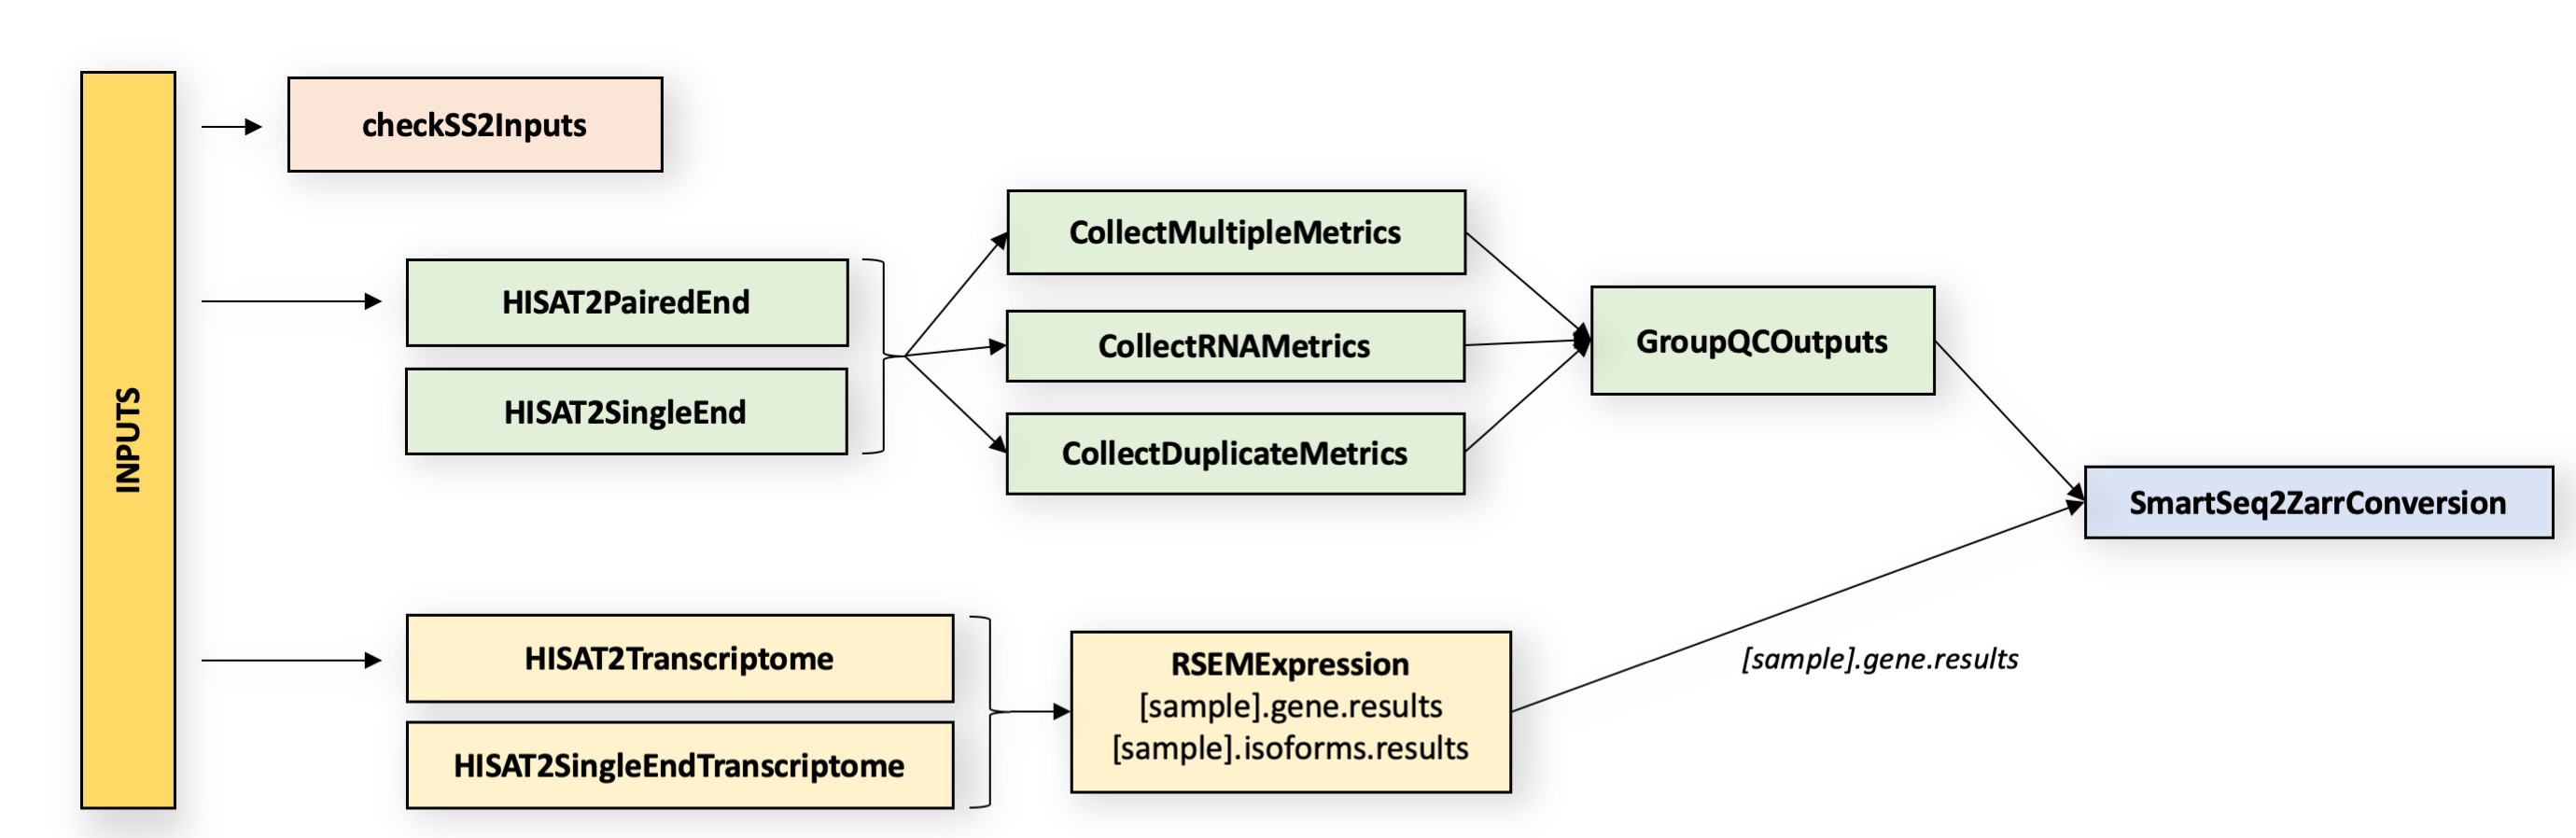 INPUTS
checkSS2Inputs
HISAT2PairedEnd
HISAT2SingleEnd
CollectMultipleMetrics
CollectRNAMetrics
CollectDuplicateMetrics
GroupQCOutputs
SmartSeq2ZarrConversion
HISAT2Transcriptome
HISAT2SingleEndTranscriptome
RSEMExpression
[sample].gene.results
[sample].isoforms.results
[sample].gene.results